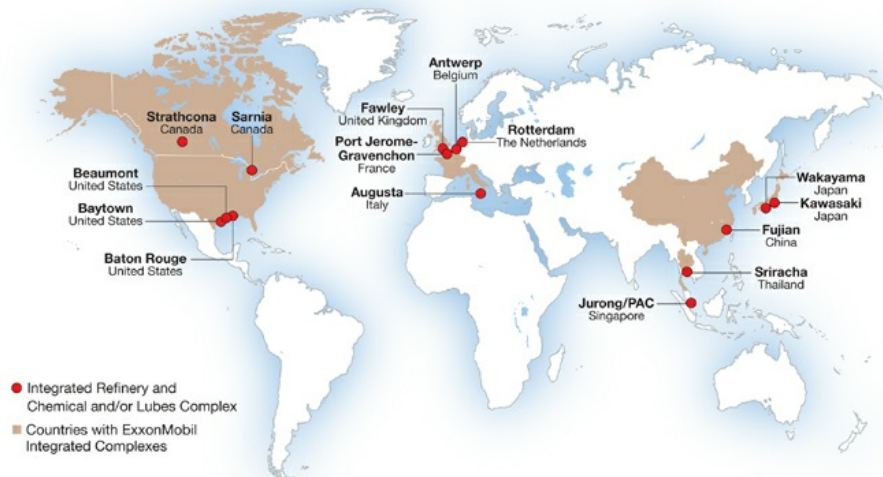 Antwerp
Belgium
Fawley
United Kingdom
Strathcona
Canada
Sarnia
Canada
Rotterdam
The Netherlands
Port Jerome-
Gravenchon
France
Beaumont
United States
Wakayama
Japan
Augusta
Italy
Kawasaki
Japan
Baytown
United States
Fujian
China
Baton Rouge
United States
Sriracha
Thailand
Jurong/PAC
Singapore
Integrated Refinery and
Chemical and/or Lubes Complex
Countries with ExxonMobil
Integrated Complexes